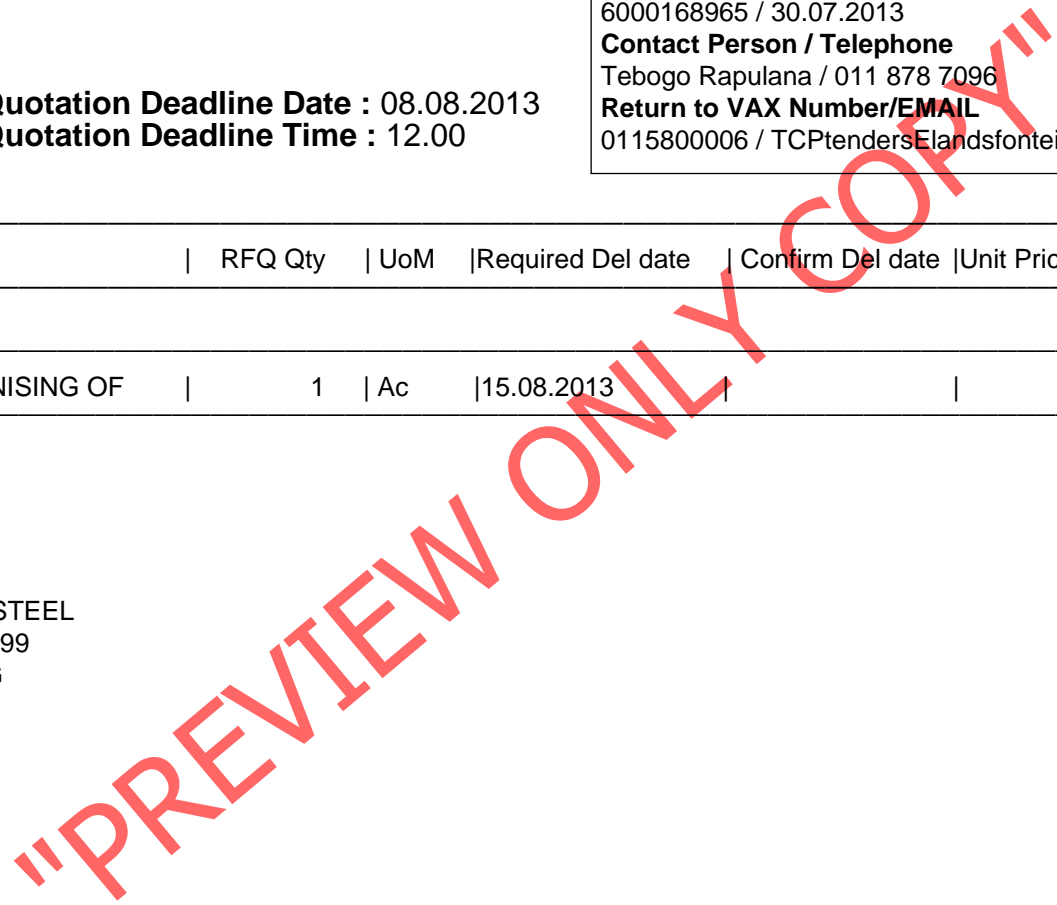 6000168965 / 30.07.2013
Contact Person / Telephone
Tebogo Rapulana / 011 878 7096
Quotation Deadline Date : 08.08.2013
Return to VAX Number/EMAIL
Quotation Deadline Time : 12.00
0115800006 / TCPtendersElandsfontei
| RFQ Qty | UoM |Required Del date | Confirm Del date |Unit Pric
NISING OF | 1 | Ac |15.08.2013 | |
STEEL
99
"PREVIEW ONLY COPY"